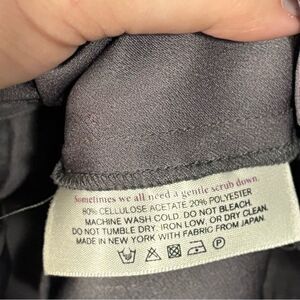 Sometimes we all need a gentle scrub down.
80% CELLULOSE ACETATE 20% POLYESTER
MACHINE WASH COLD. DO NOT BLEACH.
DO NOT TUMBLE DRY. IRON LOW. OR DRY CLEAN.
MADE IN NEW YORK WITH FABRIC FROM JAPAN.
P